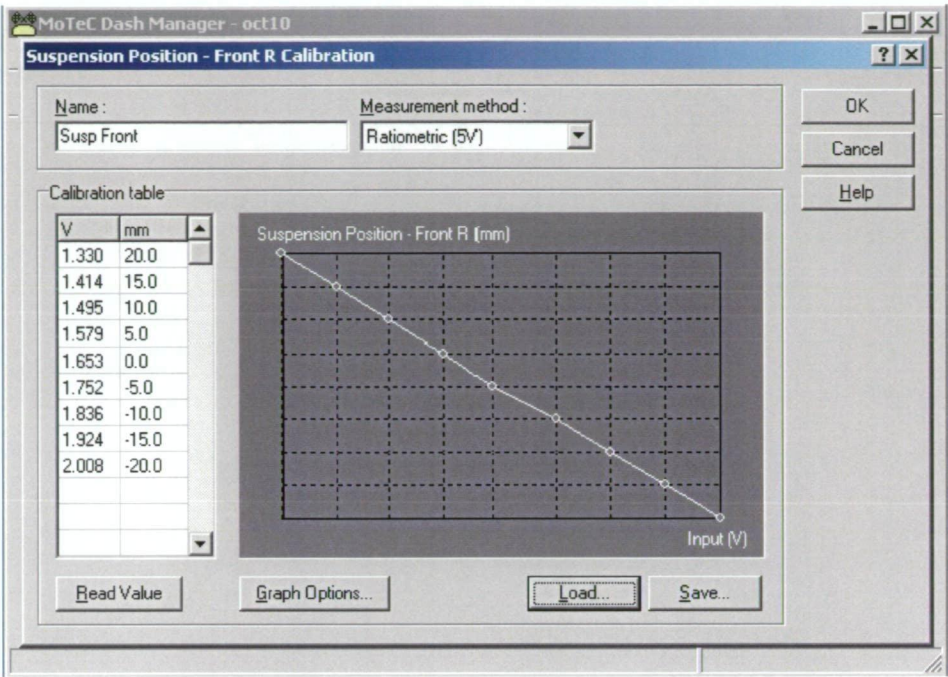 MoTeC Dash Manager - oct10
Suspension Position - Front R Calibration
Name :
Measurement method :
Susp Front
Ratiometric (5V)
OK
Cancel
Help
Calibration table
V mm
1.330 20.0
1.414 15.0
1.495 10.0
1.579 5.0
1.653 0.0
1.752 -5.0
1.836 -10.0
1.924 -15.0
2.008 -20.0
Suspension Position - Front R [mm)
Input (V)
Read Value
Graph Options...
Load...
Save...